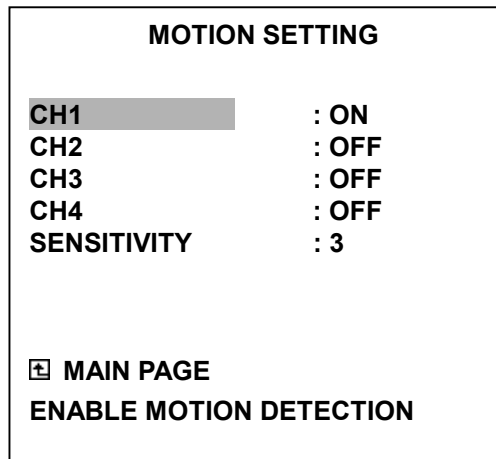 MOTION SETTING
CH1 : ON
CH2 : OFF
CH3 : OFF
CH4 : OFF
SENSITIVITY : 3
MAIN PAGE
ENABLE MOTION DETECTION